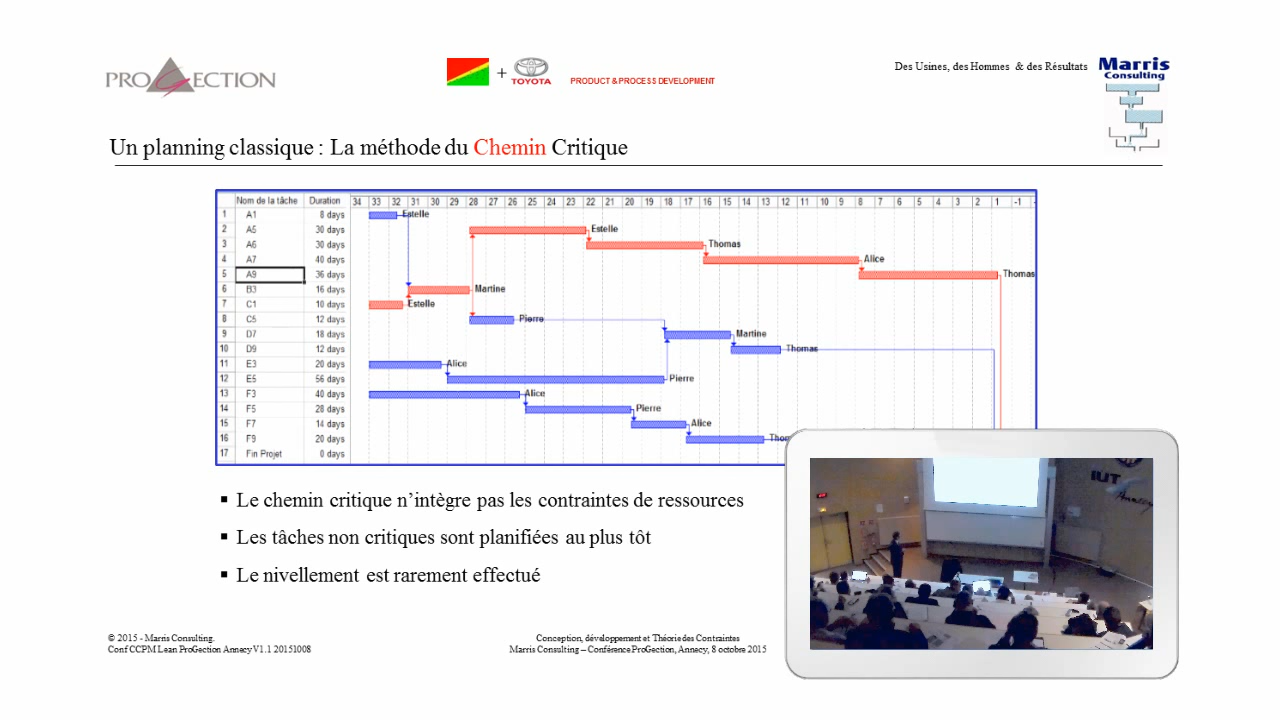 PROGECTION
+
TOYOTA
PRODUCT & PROCESS DEVELOPMENT
Des Usines, des Hommes & des Résultats
Marris
Consulting
Un planning classique : La méthode du Chemin Critique
Nom de la tâche Duration 34 33 32 31 30 29 28 27 26 25 24 23 22 21 20 19 18 17 16 15 14 13 12 11 10 9 8 7 6 5 4 3 2 1 -1
1 A1 8 days Estelle
2 A5 30 days Estelle
3 A6 30 days Thomas
4 A7 40 days Alice
5 A9 36 days Thomas
6 B3 16 days Martine
7 C1 10 days Estelle
8 C5 12 days Pierre
9 D7 18 days Martine
10 D9 12 days Thomas
11 E3 20 days Alice
12 E5 56 days Pierre
13 F3 40 days Alice
14 F5 28 days Pierre
15 F7 14 days Alice
16 F9 20 days Tho
17 Fin Projet 0 days
▪ Le chemin critique n’intègre pas les contraintes de ressources
▪ Les tâches non critiques sont planifiées au plus tôt
▪ Le nivellement est rarement effectué
IUT
Annecy
© 2015 - Marris Consulting.
Conf CCPM Lean ProGection Annecy V1.1 20151008
Conception, développement et Théorie des Contraintes
Marris Consulting – Conférence ProGection, Annecy, 8 octobre 2015